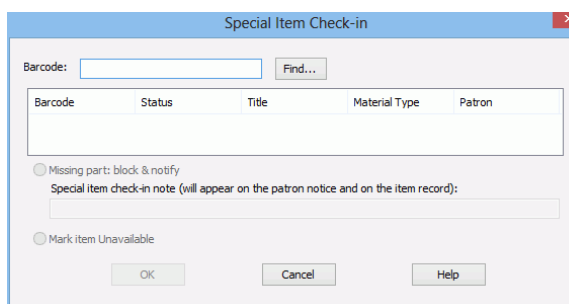 Special Item Check-in
Barcode: Find...
Barcode Status Title Material Type Patron
Missing part: block & notify
Special item check-in note (will appear on the patron notice and on the item record):
Mark item Unavailable
OK Cancel Help